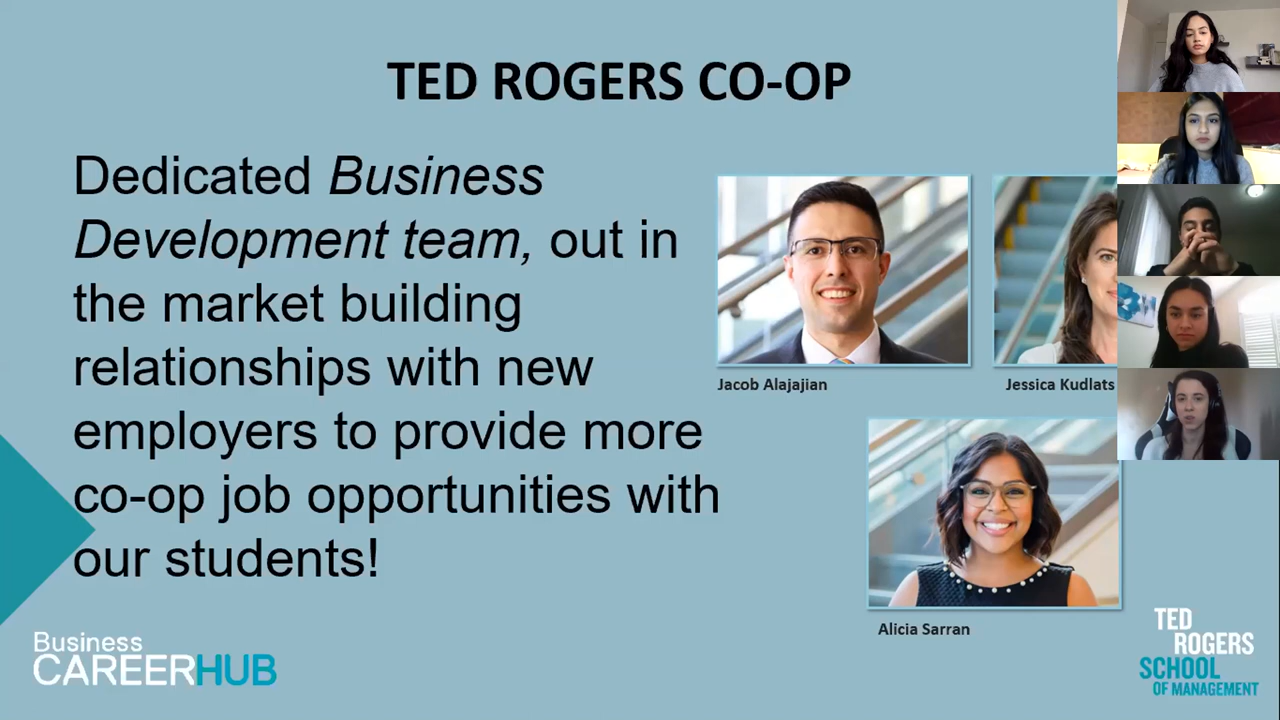 TED ROGERS CO-OP
Dedicated Business
Development team, out in
the market building
relationships with new
employers to provide more
co-op job opportunities with
our students!
Jacob Alajajian
Jessica Kudlats
Alicia Sarran
Business
CAREERHUB
TED
ROGERS
SCHOOL
OF MANAGEMENT